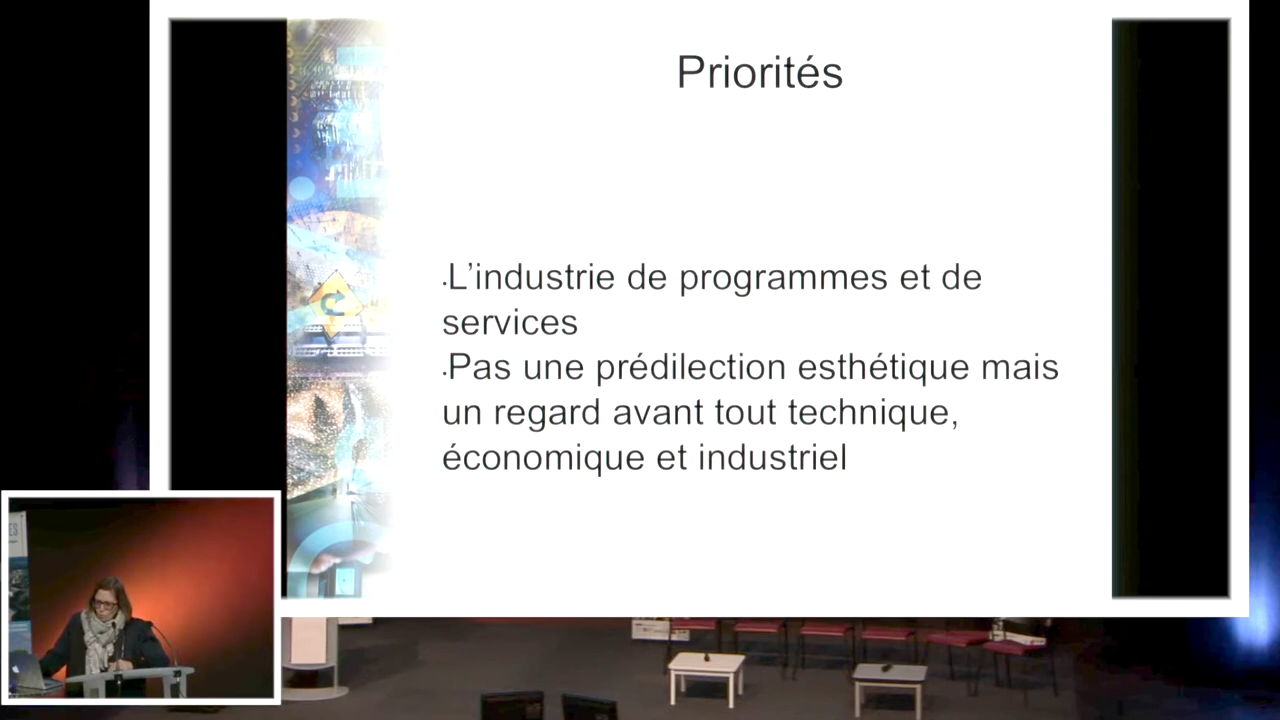 Priorités
.L’industrie de programmes et de
services
.Pas une prédilection esthétique mais
un regard avant tout technique,
économique et industriel